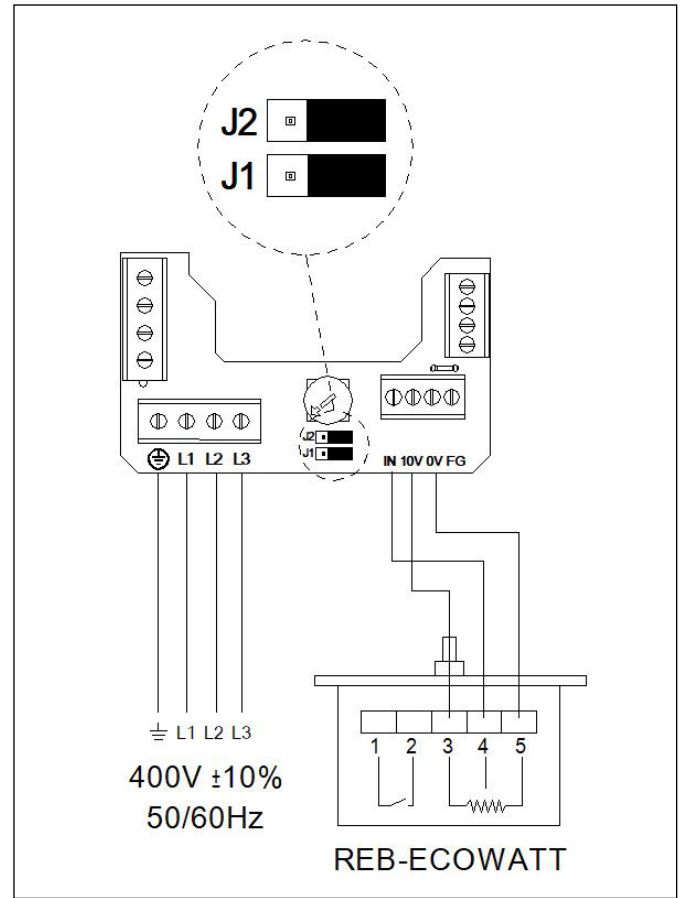 J2
J1
J2
J1
⏚ L1 L2 L3
IN 10V 0V FG
⏚ L1 L2 L3
400V ±10%
50/60Hz
1 2 3 4 5
REB-ECOWATT